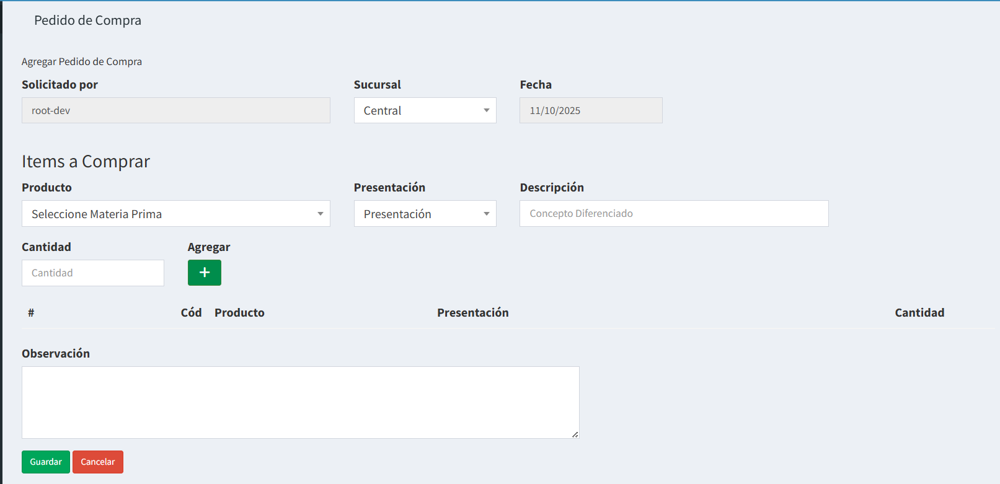 Pedido de Compra
Agregar Pedido de Compra
Solicitado por Sucursal Fecha
root-dev Central 11/10/2025
Items a Comprar
Producto Presentación Descripción
Seleccione Materia Prima Presentación Concepto Diferenciado
Cantidad Agregar
Cantidad +
# Cód Producto Presentación Cantidad
Observación
Guardar Cancelar